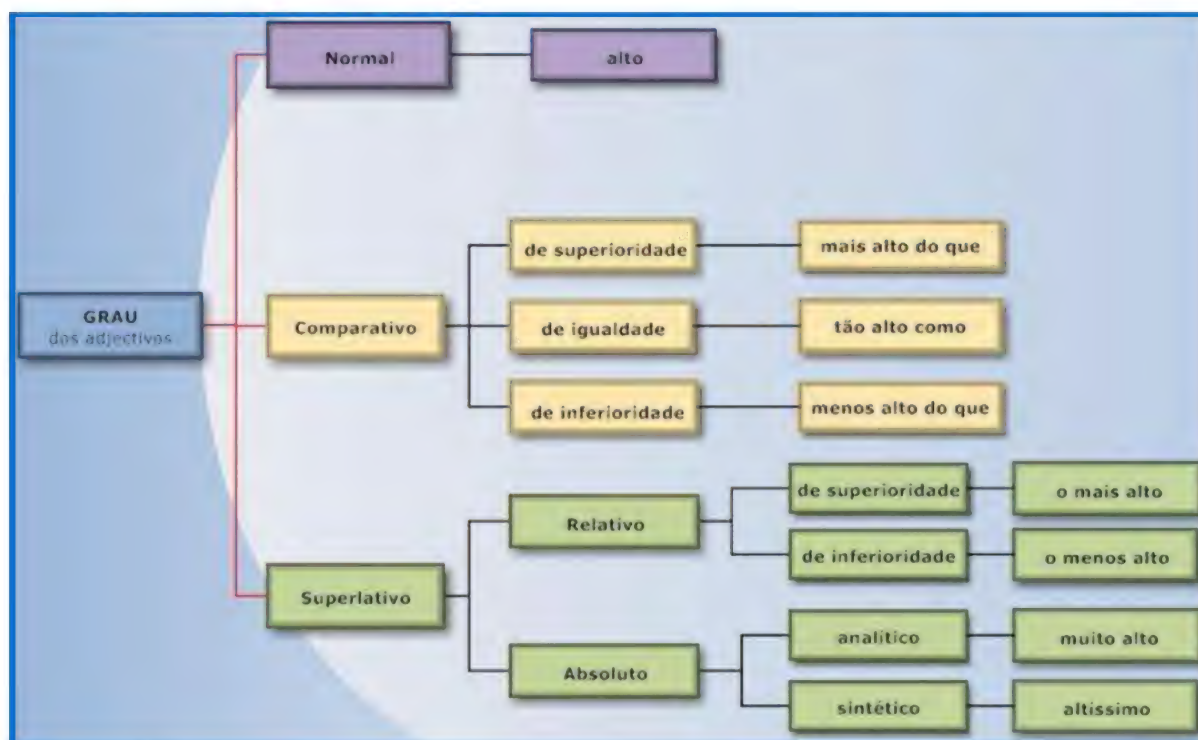 Normal
alto
GRAU
dos adjectivos
Comparativo
de superioridade
mais alto do que
de igualdade
tão alto como
de inferioridade
menos alto do que
Superlativo
Relativo
de superioridade
o mais alto
de inferioridade
o menos alto
Absoluto
analítico
muito alto
sintético
altíssimo